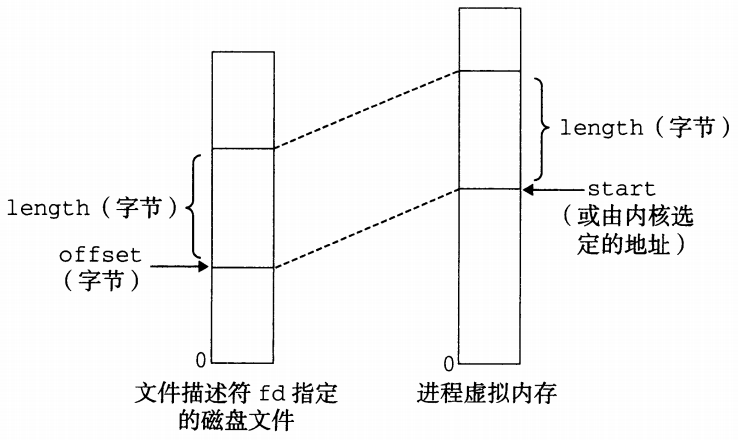 length（字节）
length（字节）
start
（或由内核选
定的地址）
offset
（字节）
0
0
文件描述符 fd 指定
的磁盘文件
进程虚拟内存